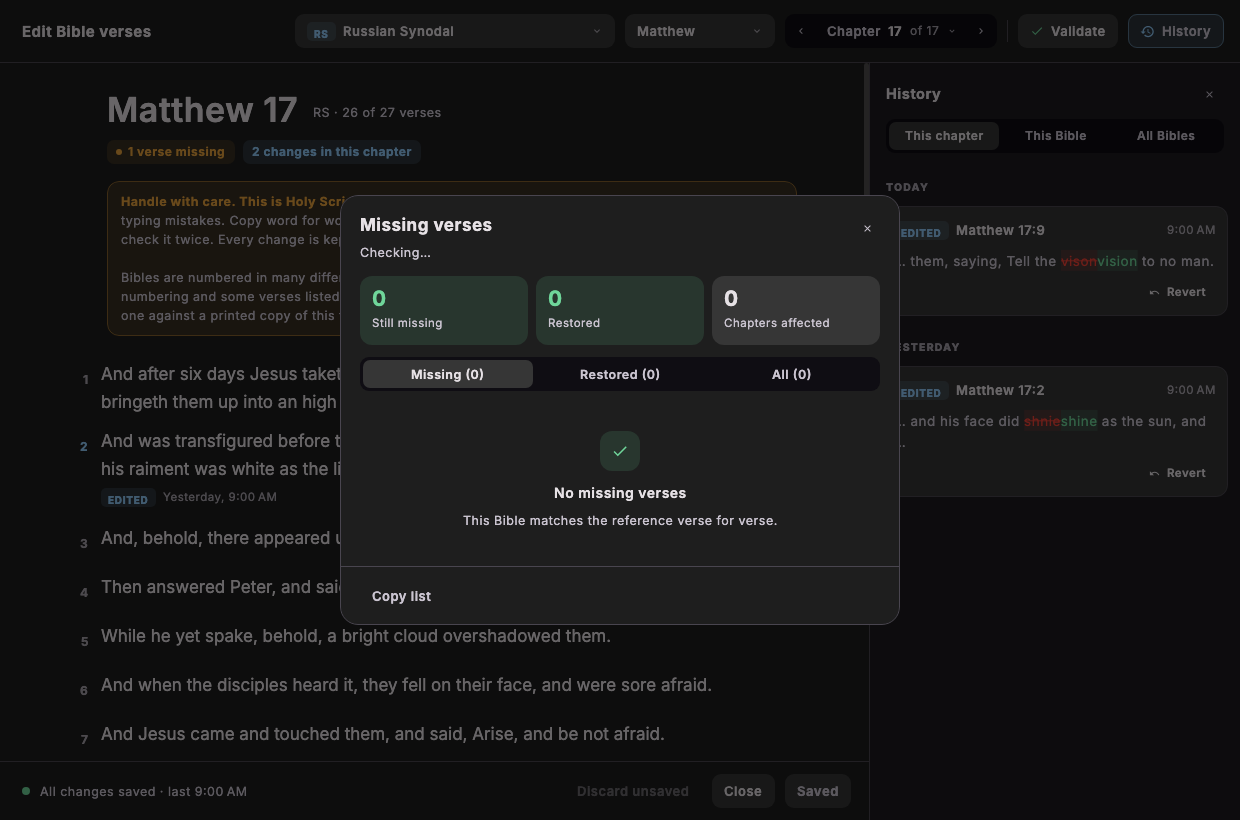 Edit Bible verses
RS Russian Synodal
Matthew
Chapter 17 of 17
Validate
History
Matthew 17 RS · 26 of 27 verses
1 verse missing
2 changes in this chapter
Handle with care. This is Holy Scri
typing mistakes. Copy word for wo
check it twice. Every change is kep
Bibles are numbered in many differ
numbering and some verses listed
one against a printed copy of this
1 And after six days Jesus taket
bringeth them up into an high
2 And was transfigured before t
his raiment was white as the li
EDITED Yesterday, 9:00 AM
3 And, behold, there appeared u
4 Then answered Peter, and said
5 While he yet spake, behold, a bright cloud overshadowed them.
6 And when the disciples heard it, they fell on their face, and were sore afraid.
7 And Jesus came and touched them, and said, Arise, and be not afraid.
All changes saved · last 9:00 AM
Discard unsaved
Close
Saved
Missing verses
Checking...
0
Still missing
0
Restored
0
Chapters affected
Missing (0)
Restored (0)
All (0)
No missing verses
This Bible matches the reference verse for verse.
Copy list
History
This chapter
This Bible
All Bibles
TODAY
EDITED Matthew 17:9 9:00 AM
.. them, saying, Tell the visonvision to no man.
Revert
ESTERDAY
EDITED Matthew 17:2 9:00 AM
.. and his face did shnieshine as the sun, and
..
Revert